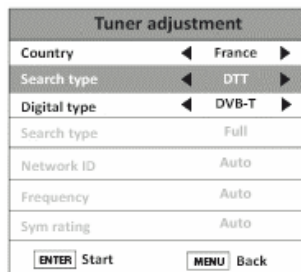 Tuner adjustment
Country ◀ France ▶
Search type ◀ DTT ▶
Digital type ◀ DVB-T ▶
Search type Full
Network ID Auto
Frequency Auto
Sym rating Auto
ENTER Start MENU Back